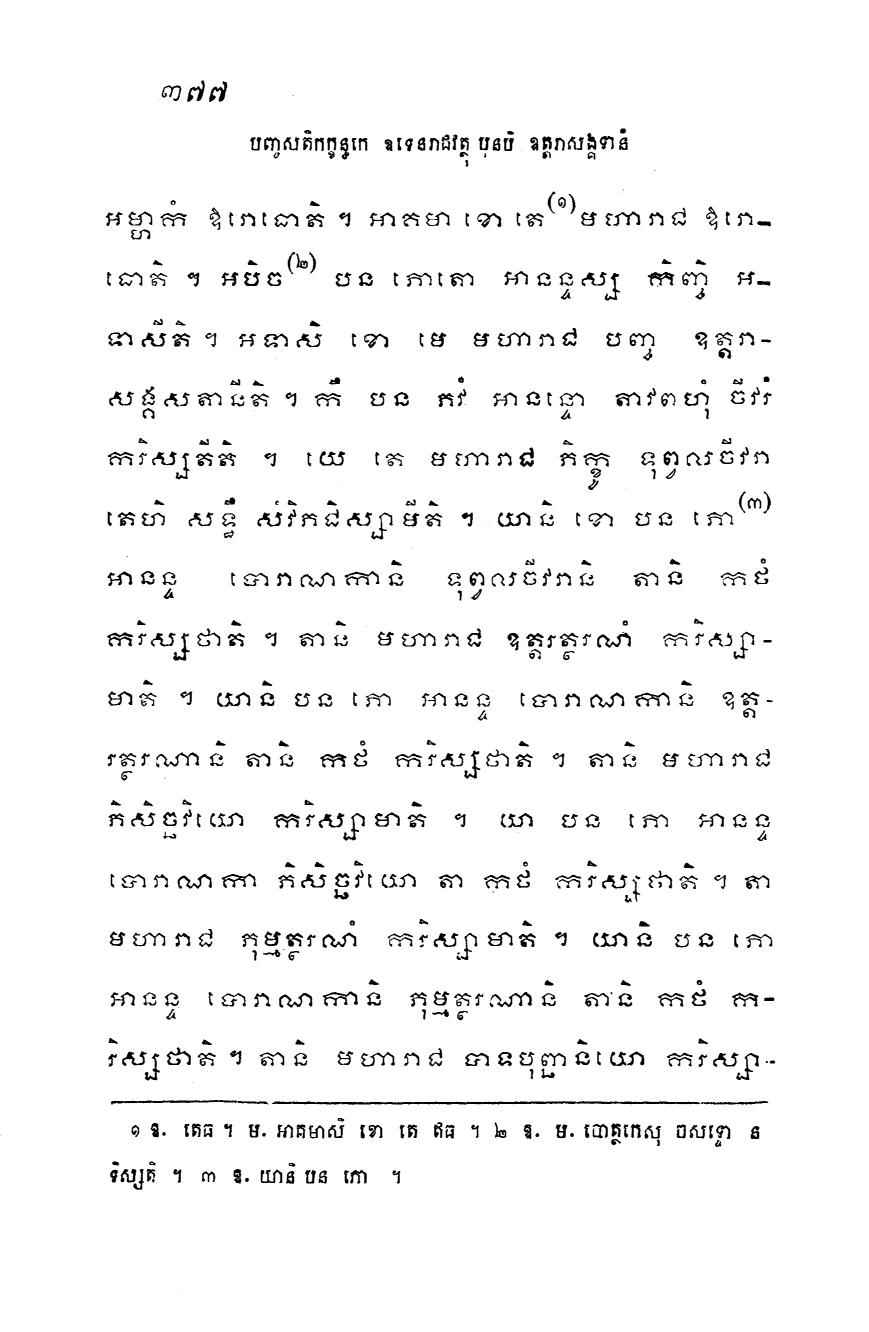 ៣៧៧
បញ្ចសតិកក្ខន្ធកេ ឧទេនរាជវត្ថុ បុនបិ ឧត្តរាសង្គទានំ
អម្ហាកំ ឱរោធោតិ ។ អាគមា ខោ តេ(១)មហារាជ ឱរោ-
ធោតិ ។ អបិច(២) បន ភោតោ អានន្ទស្ស កិញ្ចិ អ-
ទាសីតិ ។ អទាសិ ខោ មេ មហារាជ បញ្ច ឧត្តរា-
សង្គសតានីតិ ។ កឹ បន ភវំ អានន្ទោ តាវពហុំ ចីវរំ
ករិស្សតីតិ ។ យេ តេ មហារាជ ភិក្ខូ ទុព្វលចីវរា
តេហិ សទ្ធឹ សំវិភជិស្សាមីតិ ។ យានិ ខោ បន ភោ(៣)
អានន្ទ បោរាណកានិ ទុព្វលចីវរានិ តានិ កថំ
ករិស្សថាតិ ។ តានិ មហារាជ ឧត្តរត្ថរណំ ករិស្សា-
មាតិ ។ យានិ បន ភោ អានន្ទ បោរាណកានិ ឧត្ត-
រត្ថរណានិ តានិ កថំ ករិស្សថាតិ ។ តានិ មហារាជ
ភិសិច្ឆវិយោ ករិស្សាមាតិ ។ យា បន ភោ អានន្ទ
បោរាណកា ភិសិច្ឆវិយោ តា កថំ ករិស្សថាតិ ។ តា
មហារាជ ភុម្មត្ថរណំ ករិស្សាមាតិ ។ យានិ បន ភោ
អានន្ទ បោរាណកានិ ភុម្មត្ថរណានិ តានិ កថំ ក-
រិស្សថាតិ ។ តានិ មហារាជ បាទបុញ្ឆនិយោ ករិស្សា-
១ ឧ. តេធ ។ ម. អាគមាសិ ខោ តេ ឥធ ។ ២ ឧ. ម. បោត្ថកេសុ ចសទ្ទោ ន
ទិស្សតិ ។ ៣ ឧ. យានិ បន ភោ ។